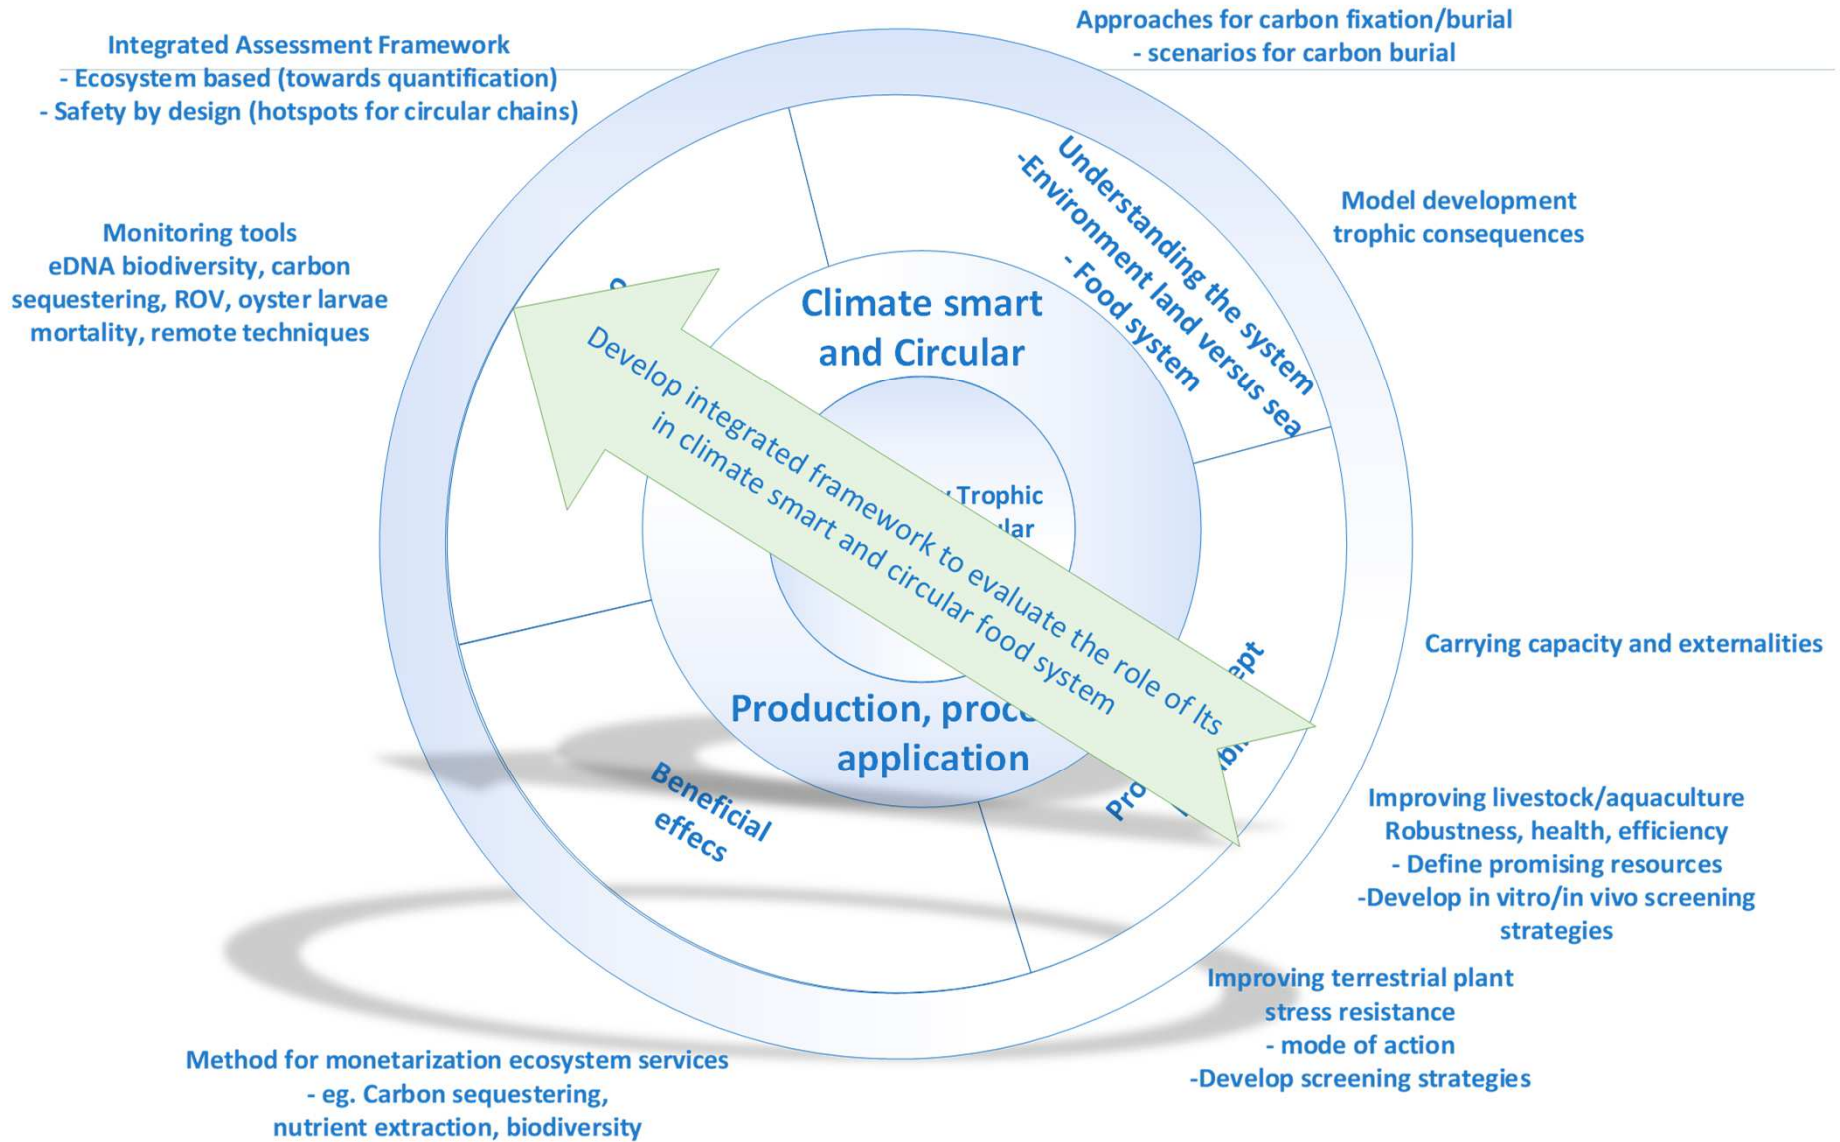 Approaches for carbon fixation/burial
- scenarios for carbon burial
Integrated Assessment Framework
- Ecosystem based (towards quantification)
- Safety by design (hotspots for circular chains)
Understanding the system
-Environment land versus sea
- Food system
Model development
trophic consequences
Monitoring tools
eDNA biodiversity, carbon
sequestering, ROV, oyster larvae
mortality, remote techniques
Climate smart
and Circular
Develop integrated framework to evaluate the role of lts
in climate smart and circular food system
Trophic
Carrying capacity and externalities
Production,
application
Beneficial
effecs
Improving livestock/aquaculture
Robustness, health, efficiency
- Define promising resources
-Develop in vitro/in vivo screening
strategies
Improving terrestrial plant
stress resistance
- mode of action
-Develop screening strategies
Method for monetarization ecosystem services
- eg. Carbon sequestering,
nutrient extraction, biodiversity